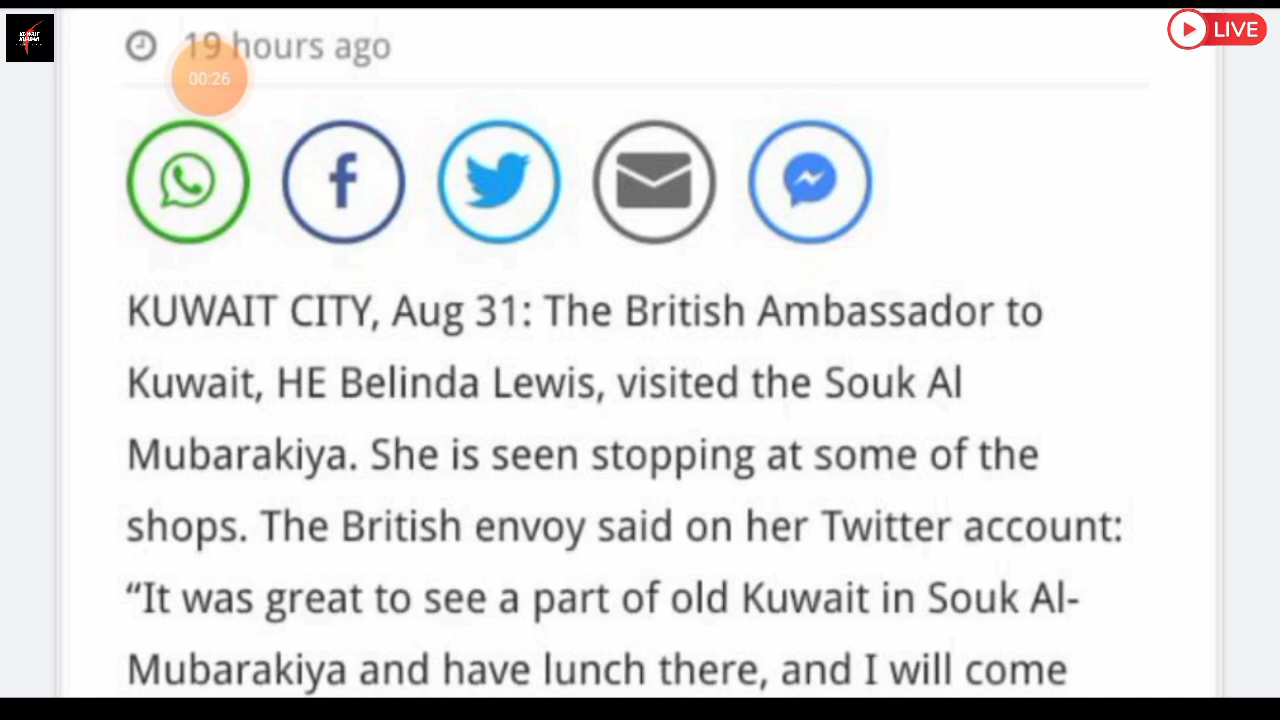 19 hours ago
00:26
LIVE
KUWAIT CITY, Aug 31: The British Ambassador to
Kuwait, HE Belinda Lewis, visited the Souk Al
Mubarakiya. She is seen stopping at some of the
shops. The British envoy said on her Twitter account:
“It was great to see a part of old Kuwait in Souk Al-
Mubarakiya and have lunch there, and I will come